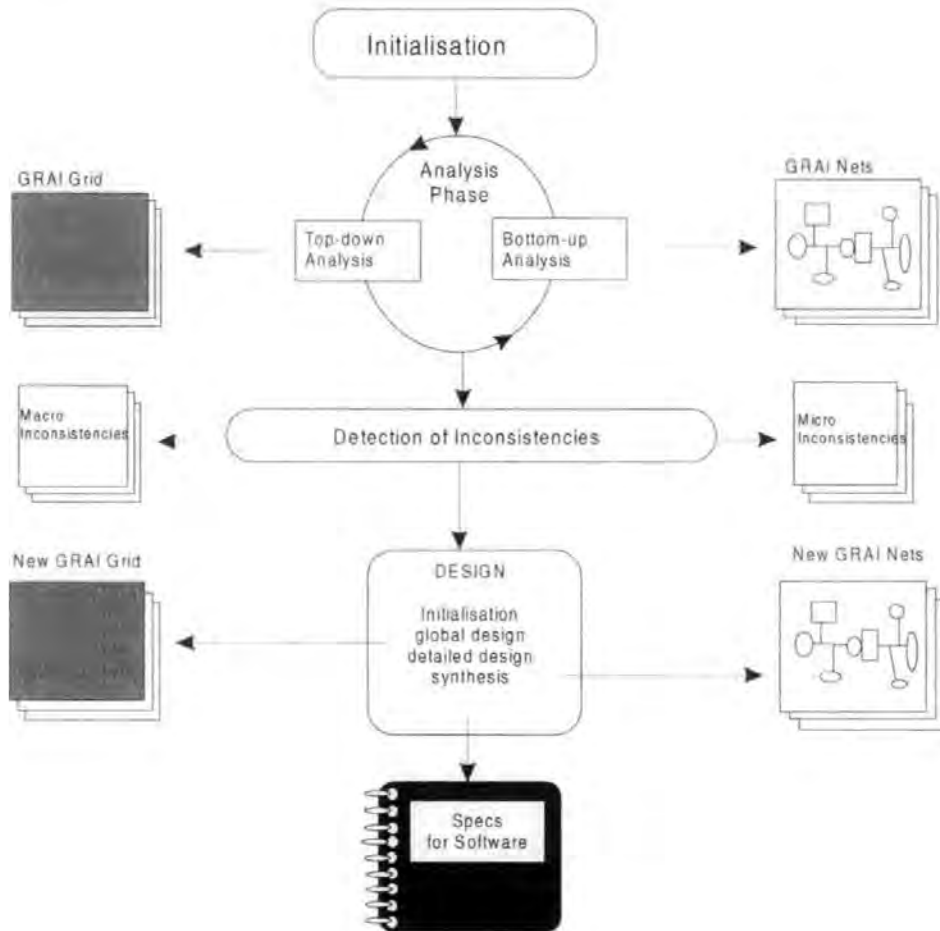 Initialisation
Analysis
Phase
GRAI Grid
GRAI Nets
Top-down
Analysis
Bottom-up
Analysis
Macro
Inconsistencies
Detection of Inconsistencies
Micro
Inconsistencies
New GRAI Grid
New GRAI Nets
DESIGN
Initialisation
global design
detailed design
synthesis
Specs
for Software